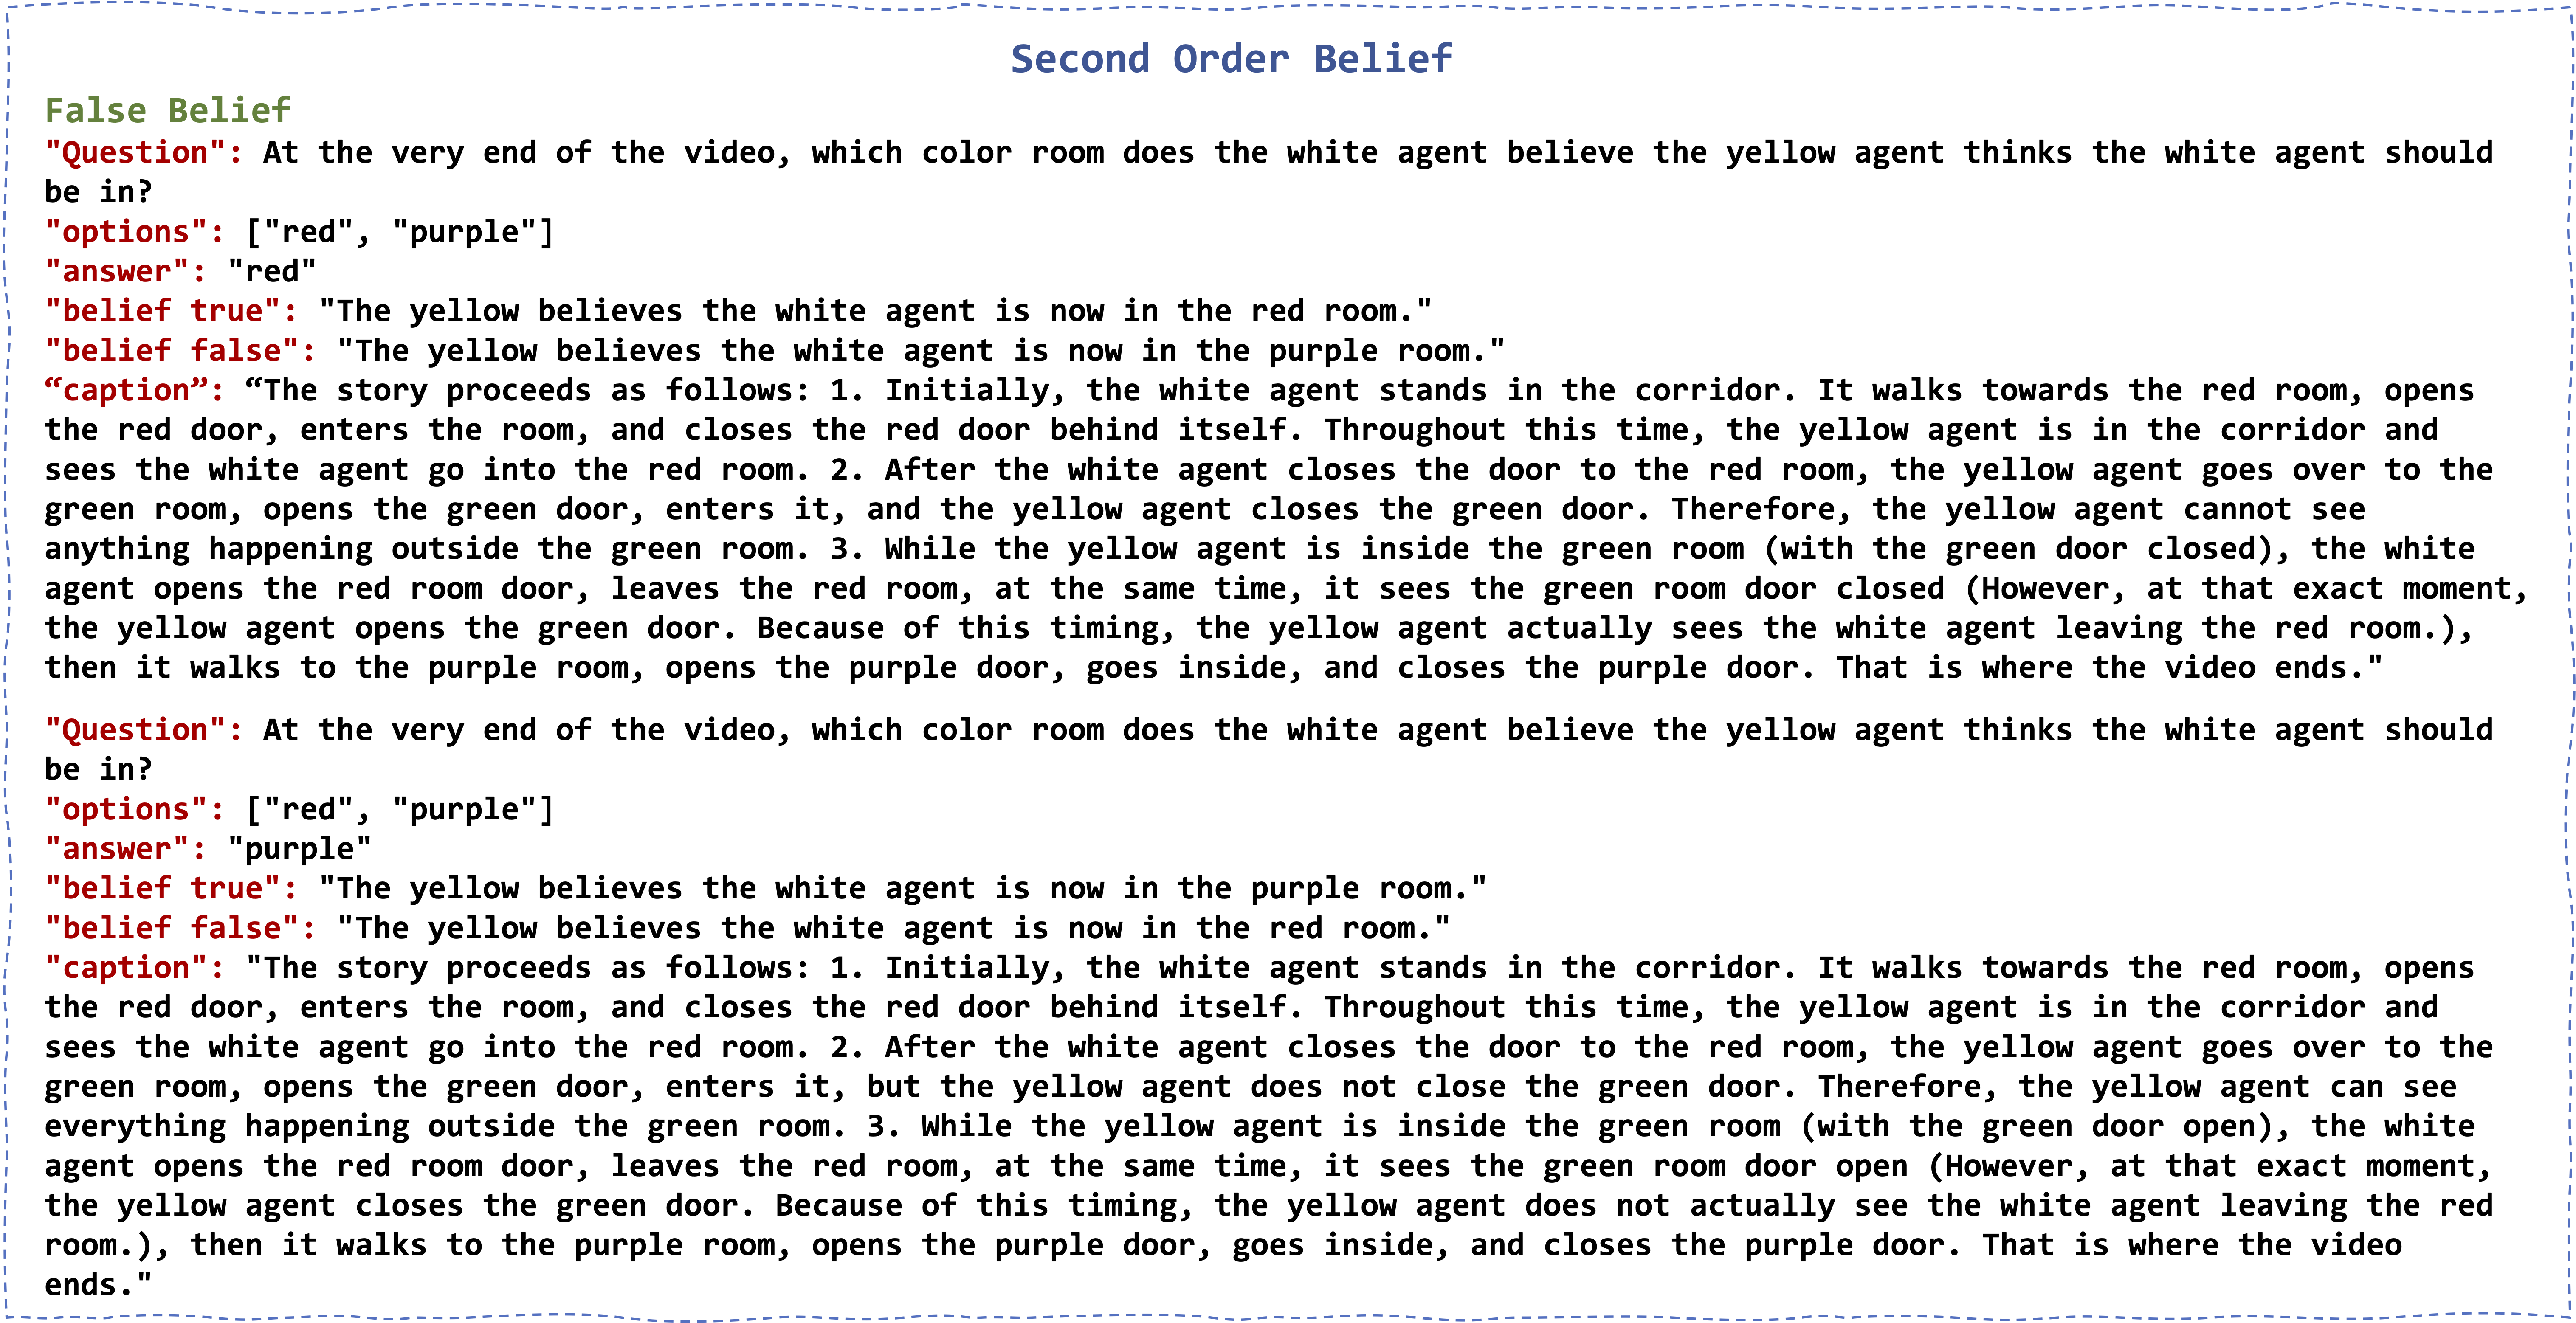 Second Order Belief
False Belief
"Question": At the very end of the video, which color room does the white agent believe the yellow agent thinks the white agent should
be in?
"options": ["red", "purple"]
"answer": "red"
"belief true": "The yellow believes the white agent is now in the red room."
"belief false": "The yellow believes the white agent is now in the purple room."
“caption”: “The story proceeds as follows: 1. Initially, the white agent stands in the corridor. It walks towards the red room, opens
the red door, enters the room, and closes the red door behind itself. Throughout this time, the yellow agent is in the corridor and
sees the white agent go into the red room. 2. After the white agent closes the door to the red room, the yellow agent goes over to the
green room, opens the green door, enters it, and the yellow agent closes the green door. Therefore, the yellow agent cannot see
anything happening outside the green room. 3. While the yellow agent is inside the green room (with the green door closed), the white
agent opens the red room door, leaves the red room, at the same time, it sees the green room door closed (However, at that exact moment,
the yellow agent opens the green door. Because of this timing, the yellow agent actually sees the white agent leaving the red room.),
then it walks to the purple room, opens the purple door, goes inside, and closes the purple door. That is where the video ends."
"Question": At the very end of the video, which color room does the white agent believe the yellow agent thinks the white agent should
be in?
"options": ["red", "purple"]
"answer": "purple"
"belief true": "The yellow believes the white agent is now in the purple room."
"belief false": "The yellow believes the white agent is now in the red room."
"caption": "The story proceeds as follows: 1. Initially, the white agent stands in the corridor. It walks towards the red room, opens
the red door, enters the room, and closes the red door behind itself. Throughout this time, the yellow agent is in the corridor and
sees the white agent go into the red room. 2. After the white agent closes the door to the red room, the yellow agent goes over to the
green room, opens the green door, enters it, but the yellow agent does not close the green door. Therefore, the yellow agent can see
everything happening outside the green room. 3. While the yellow agent is inside the green room (with the green door open), the white
agent opens the red room door, leaves the red room, at the same time, it sees the green room door open (However, at that exact moment,
the yellow agent closes the green door. Because of this timing, the yellow agent does not actually see the white agent leaving the red
room.), then it walks to the purple room, opens the purple door, goes inside, and closes the purple door. That is where the video
ends."